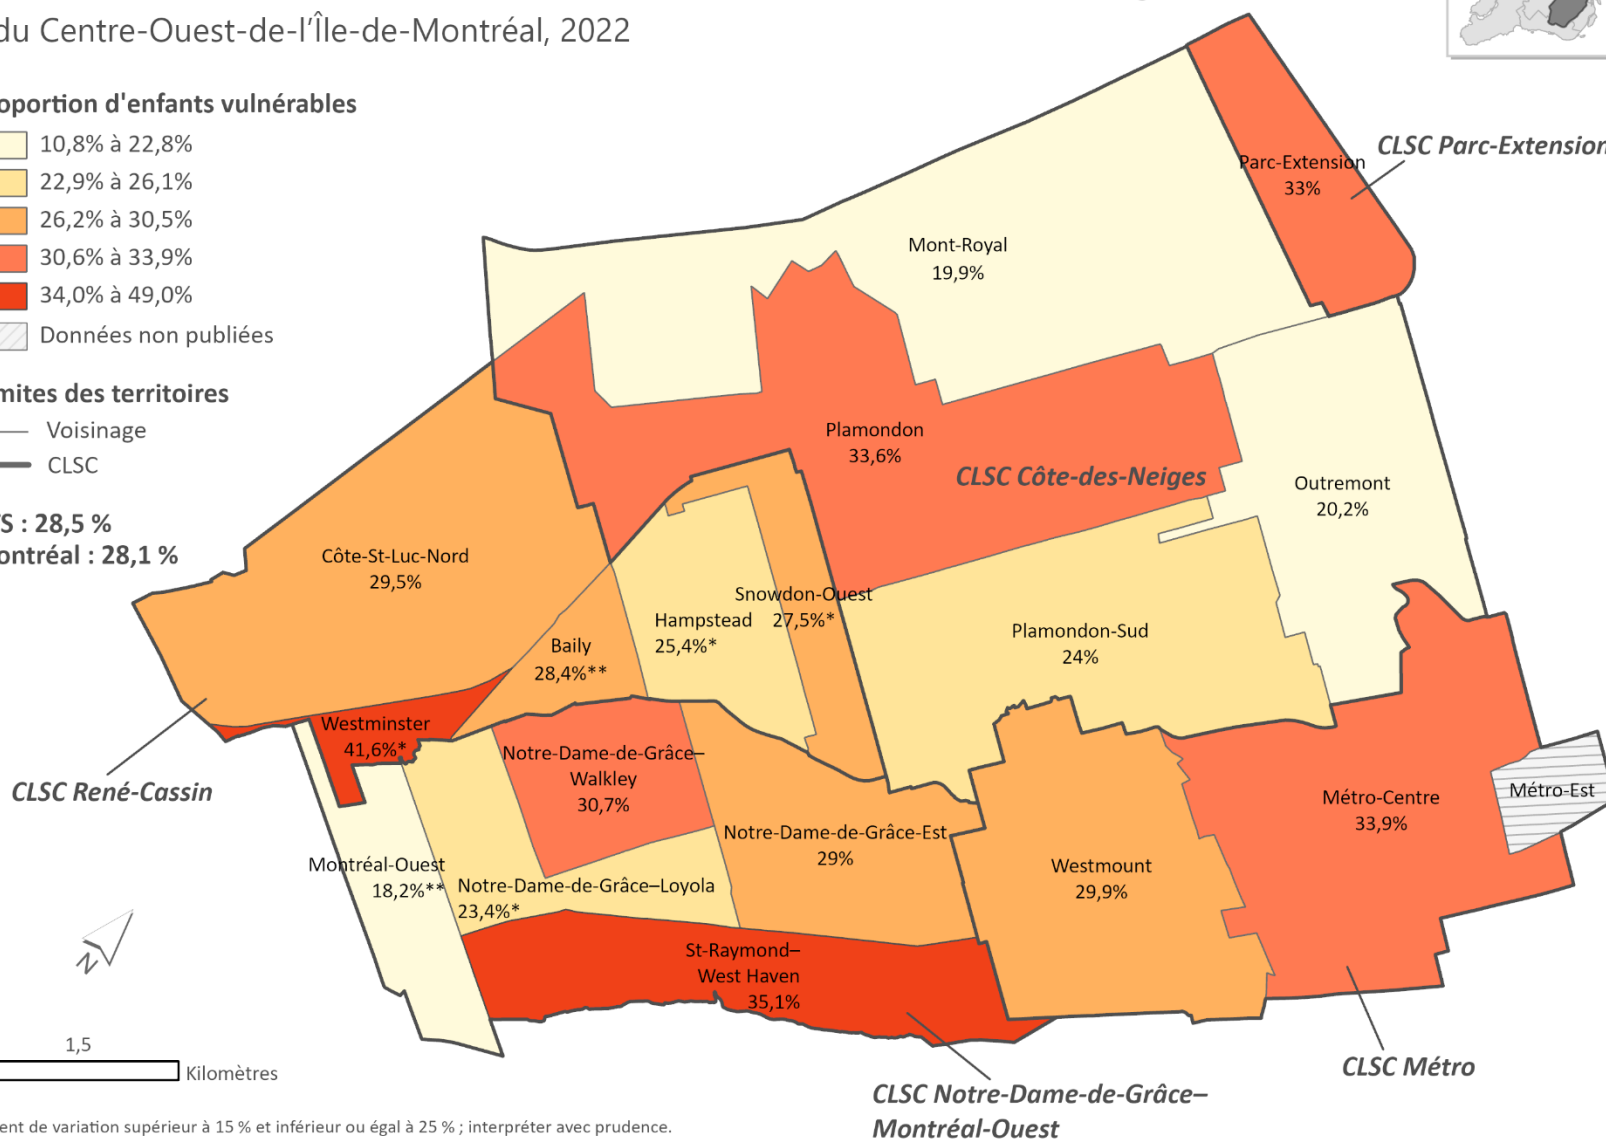 du Centre-Ouest-de-l'Île-de-Montréal, 2022
oportion d'enfants vulnérables
10,8% à 22,8%
22,9% à 26,1%
26,2% à 30,5%
30,6% à 33,9%
34,0% à 49,0%
Données non publiées
mites des territoires
Voisinage
CLSC
S : 28,5 %
ontréal : 28,1 %
Parc-Extension
33%
CLSC Parc-Extension
Mont-Royal
19,9%
Plamondon
33,6%
CLSC Côte-des-Neiges
Outremont
20,2%
Côte-St-Luc-Nord
29,5%
Snowdon-Ouest
27,5%*
Hampstead
25,4%*
Baily
28,4%**
Plamondon-Sud
24%
Westminster
41,6%*
CLSC René-Cassin
Notre-Dame-de-Grâce–
Walkley
30,7%
Métro-Est
Métro-Centre
33,9%
Notre-Dame-de-Grâce-Est
29%
Westmount
29,9%
Montréal-Ouest
18,2%**
Notre-Dame-de-Grâce–Loyola
23,4%*
St-Raymond–
West Haven
35,1%
N
1,5
Kilomètres
CLSC Métro
CLSC Notre-Dame-de-Grâce–
Montréal-Ouest
ent de variation supérieur à 15 % et inférieur ou égal à 25 % ; interpréter avec prudence.